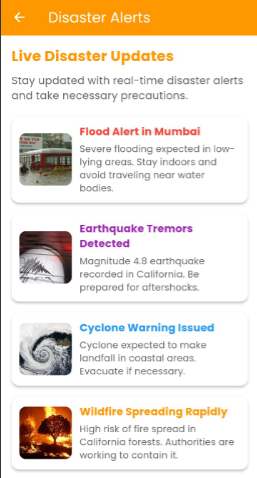 Disaster Alerts
Live Disaster Updates
Stay updated with real-time disaster alerts
and take necessary precautions.
Flood Alert in Mumbai
Severe flooding expected in low-
lying areas. Stay indoors and
avoid traveling near water
bodies.
Earthquake Tremors
Detected
Magnitude 4.8 earthquake
recorded in California. Be
prepared for aftershocks.
Cyclone Warning Issued
Cyclone expected to make
landfall in coastal areas.
Evacuate if necessary.
Wildfire Spreading Rapidly
High risk of fire spread in
California forests. Authorities are
working to contain it.